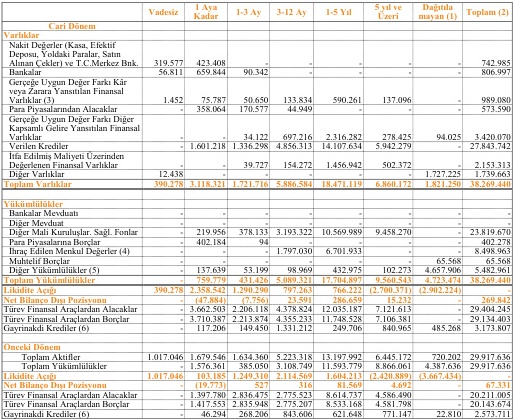 Vadesiz 1 Aya Kadar 1-3 Ay 3-12 Ay 1-5 Yıl 5 yıl ve Üzeri Dağıtıla mayan (1) Toplam (2)
Cari Dönem
Varlıklar
Nakit Değerler (Kasa, Efektif
Deposu, Yoldaki Paralar, Satın
Alınan Çekler) ve T.C.Merkez Bnk. 319.577 423.408 - - - - - 742.985
Bankalar 56.811 659.844 90.342 - - - - 806.997
Gerçeğe Uygun Değer Farkı Kâr
veya Zarara Yansıtılan Finansal
Varlıklar (3) 1.452 75.787 50.650 133.834 590.261 137.096 - 989.080
Para Piyasalarından Alacaklar - 358.064 170.577 44.949 - - - 573.590
Gerçeğe Uygun Değer Farkı Diğer
Kapsamlı Gelire Yansıtılan Finansal
Varlıklar - - 34.122 697.216 2.316.282 278.425 94.025 3.420.070
Verilen Krediler - 1.601.218 1.336.298 4.856.313 14.107.634 5.942.279 - 27.843.742
İtfa Edilmiş Maliyeti Üzerinden
Değerlenen Finansal Varlıklar - - 39.727 154.272 1.456.942 502.372 - 2.153.313
Diğer Varlıklar 12.438 - - - - - 1.727.225 1.739.663
Toplam Varlıklar 390.278 3.118.321 1.721.716 5.886.584 18.471.119 6.860.172 1.821.250 38.269.440
Yükümlülükler
Bankalar Mevduatı - - - - - - - -
Diğer Mevduat - - - - - - - -
Diğer Mali Kuruluşlar. Sağl. Fonlar - 219.956 378.133 3.193.322 10.569.989 9.458.270 - 23.819.670
Para Piyasalarına Borçlar - 402.184 94 - - - - 402.278
İhraç Edilen Menkul Değerler (4) - - - 1.797.030 6.701.933 - - 8.498.963
Muhtelif Borçlar - - - - - - 65.568 65.568
Diğer Yükümlülükler (5) - 137.639 53.199 98.969 432.975 102.273 4.657.906 5.482.961
Toplam Yükümlülükler - 759.779 431.426 5.089.321 17.704.897 9.560.543 4.723.474 38.269.440
Likidite Açığı 390.278 2.358.542 1.290.290 797.263 766.222 (2.700.371) (2.902.224) -
Net Bilanço Dışı Pozisyonu - (47.884) (7.756) 23.591 286.659 15.232 - 269.842
Türev Finansal Araçlardan Alacaklar - 3.662.503 2.206.118 4.378.824 12.035.187 7.121.613 - 29.404.245
Türev Finansal Araçlardan Borçlar - 3.710.387 2.213.874 4.355.233 11.748.528 7.106.381 - 29.134.403
Gayrinakdi Krediler (6) - 117.206 149.450 1.331.212 249.706 840.965 485.268 3.173.807
Önceki Dönem
Toplam Aktifler 1.017.046 1.679.546 1.634.360 5.223.318 13.197.992 6.445.172 720.202 29.917.636
Toplam Yükümlülükler - 1.576.361 385.050 3.108.749 11.593.779 8.866.061 4.387.636 29.917.636
Likidite Açığı 1.017.046 103.185 1.249.310 2.114.569 1.604.213 (2.420.889) (3.667.434) -
Net Bilanço Dışı Pozisyonu - (19.773) 527 316 81.569 4.692 - 67.331
Türev Finansal Araçlardan Alacaklar - 1.397.780 2.836.475 2.775.523 8.614.737 4.586.490 - 20.211.005
Türev Finansal Araçlardan Borçlar - 1.417.553 2.835.948 2.775.207 8.533.168 4.581.798 - 20.143.674
Gayrinakdi Krediler (6) - 46.294 268.206 843.606 621.648 771.147 22.810 2.573.711